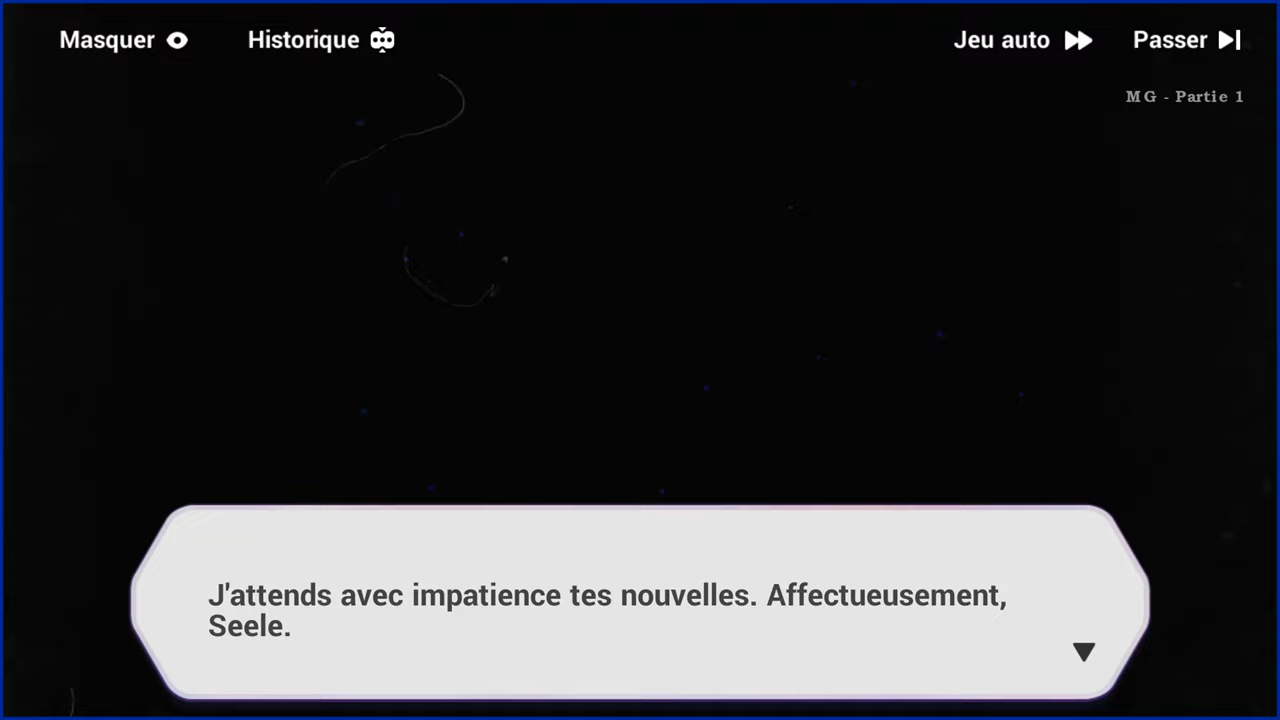 Masquer
Historique
Jeu auto
Passer
MG - Partie 1
J'attends avec impatience tes nouvelles. Affectueusement,
Seele.